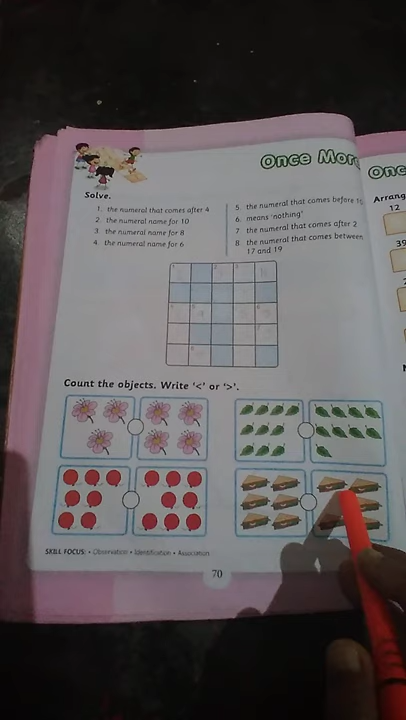 Once More
Solve.
1. the numeral that comes after 4
2. the numeral name for 10
3. the numeral name for 8
4. the numeral name for 6
5. the numeral that comes before
6. means 'nothing'
7. the numeral that comes after 2
8. the numeral that comes between
17 and 19
Count the objects. Write '<' or '>'.
SKILL FOCUS: • Observation • Identification • Association
70
Arrang
12
39